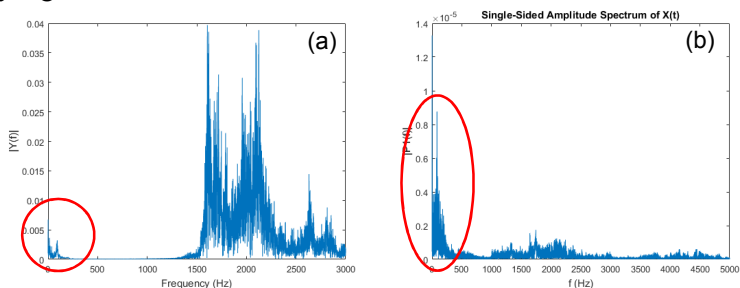 (a)
0.04
0.035
0.03
0.025
|Y(f)|
0.02
0.015
0.01
0.005
0
0 500 1000 1500 2000 2500 3000
Frequency (Hz)
Single-Sided Amplitude Spectrum of X(t)
×10⁻⁵
(b)
1.4
1.2
1
0.8
0.6
0.4
0.2
0
0 500 1000 1500 2000 2500 3000 3500 4000 4500 5000
f (Hz)